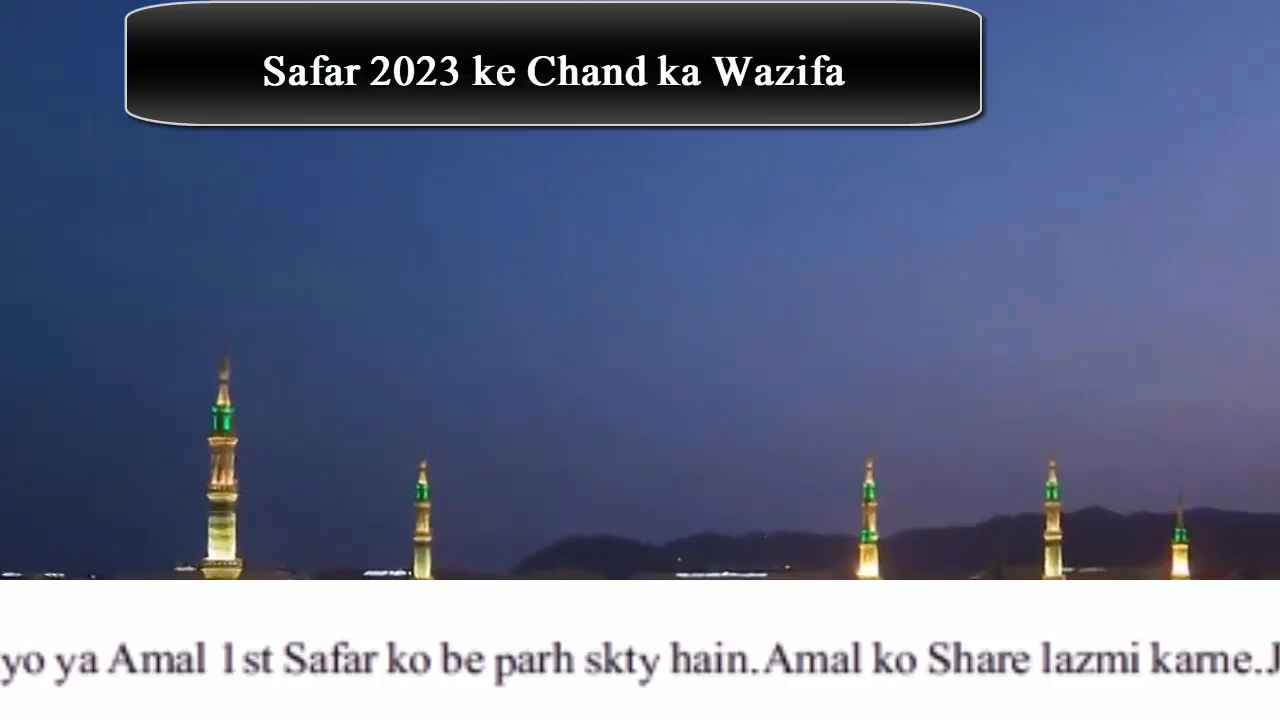 Safar 2023 ke Chand ka Wazifa
yo ya Amal 1st Safar ko be parh skty hain.Amal ko Share lazmi karne.J